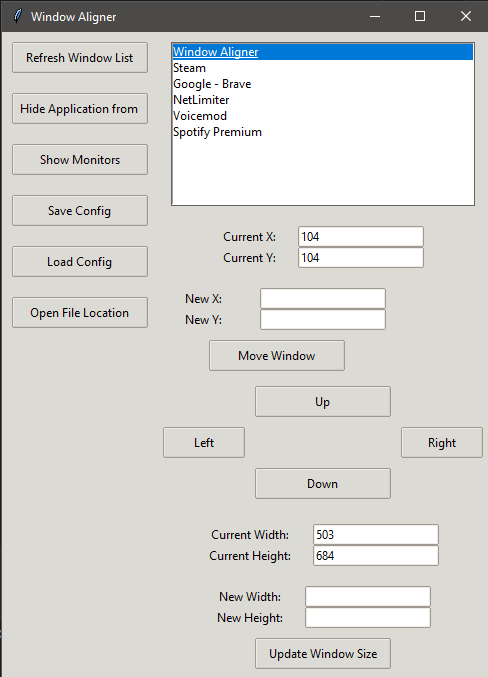 Window Aligner
Refresh Window List
Hide Application from
Show Monitors
Save Config
Load Config
Open File Location
Window Aligner
Steam
Google - Brave
NetLimiter
Voicemod
Spotify Premium
Current X: 104
Current Y: 104
New X:
New Y:
Move Window
Up
Left Right
Down
Current Width: 503
Current Height: 684
New Width:
New Height:
Update Window Size